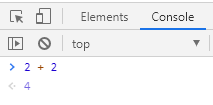 Elements Console
top
> 2 + 2
< 4